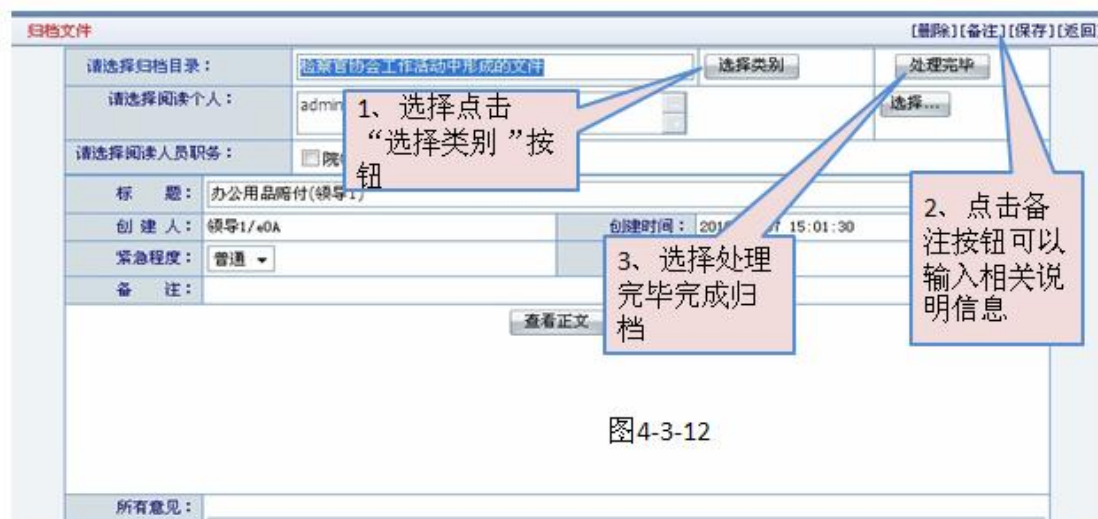 归档文件 [删除][备注][保存][返回]
请选择归档目录： 检察官协会工作活动中形成的文件 选择类别 处理完毕
请选择阅读个人： admin 选择...
请选择阅读人员职务： 院
1、选择点击
“选择类别”按
钮
标 题： 办公用品赔付(领导1)
创 建 人： 领导1/eOA 创建时间： 201 7 15:01:30
紧急程度： 普通
备 注：
2、点击备
注按钮可以
输入相关说
明信息
3、选择处理
完毕完成归
档
查看正文
图4-3-12
所有意见：